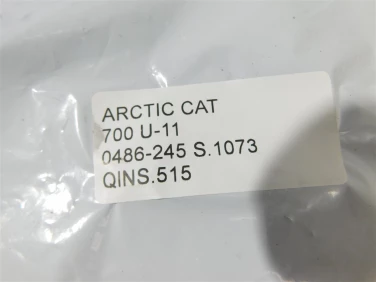 ARCTIC CAT
700 U-11
0486-245 S.1073
QINS.515